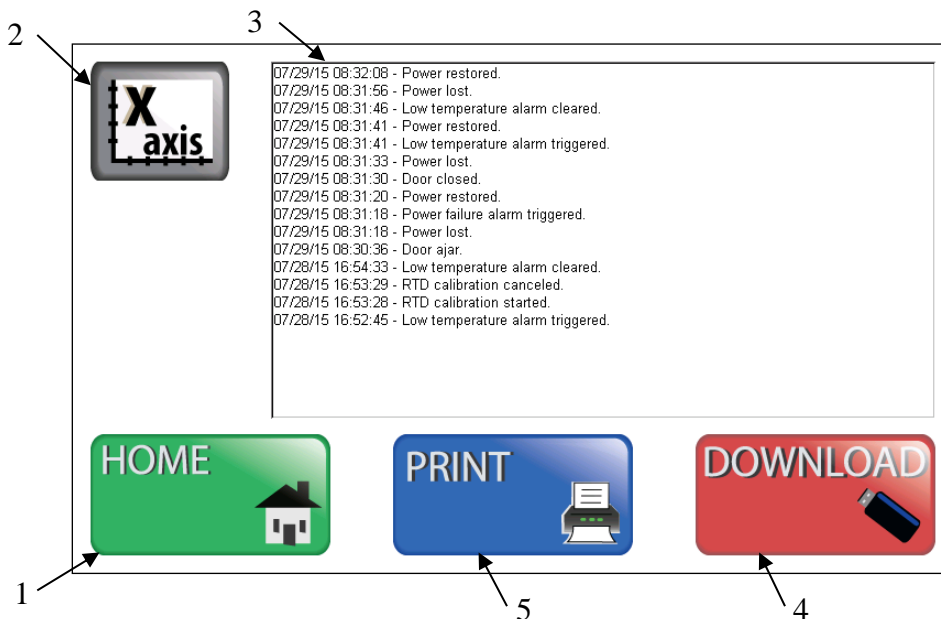 2
3
X
axis
07/29/15 08:32:08 - Power restored.
07/29/15 08:31:56 - Power lost.
07/29/15 08:31:46 - Low temperature alarm cleared.
07/29/15 08:31:41 - Power restored.
07/29/15 08:31:41 - Low temperature alarm triggered.
07/29/15 08:31:33 - Power lost.
07/29/15 08:31:30 - Door closed.
07/29/15 08:31:20 - Power restored.
07/29/15 08:31:18 - Power failure alarm triggered.
07/29/15 08:31:18 - Power lost.
07/29/15 08:30:36 - Door ajar.
07/28/15 16:54:33 - Low temperature alarm cleared.
07/28/15 16:53:29 - RTD calibration canceled.
07/28/15 16:53:28 - RTD calibration started.
07/28/15 16:52:45 - Low temperature alarm triggered.
HOME
PRINT
DOWNLOAD
1
5
4